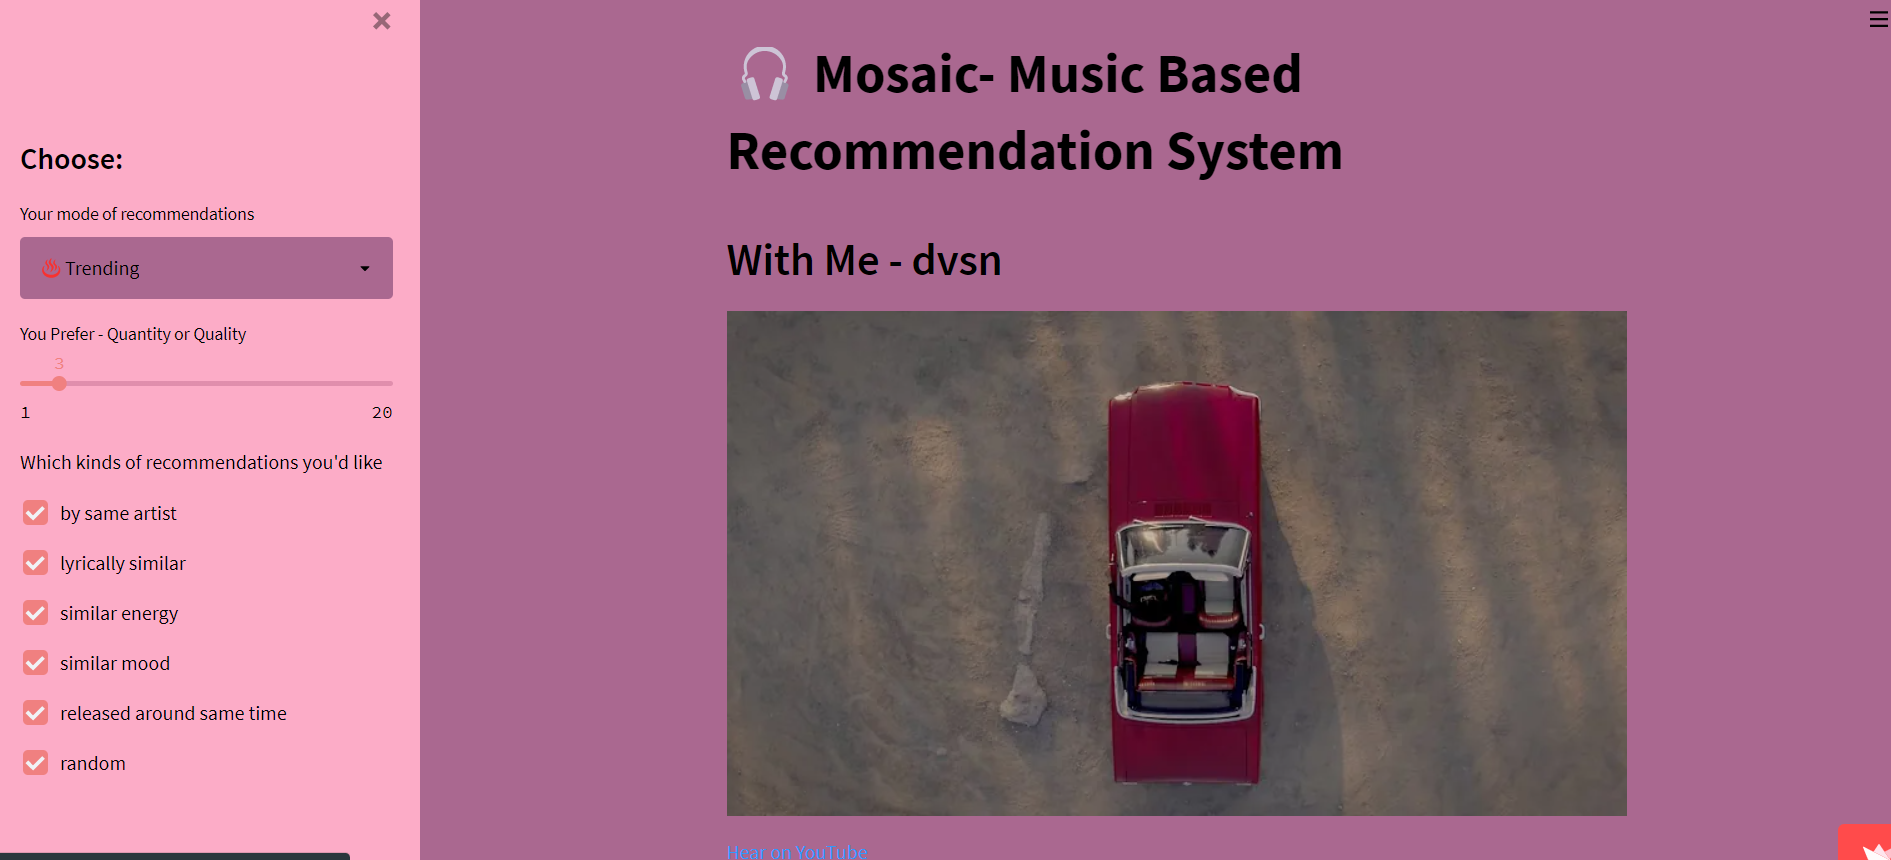 Choose:
Your mode of recommendations
♨️ Trending
You Prefer - Quantity or Quality
3
1 20
Which kinds of recommendations you'd like
by same artist
lyrically similar
similar energy
similar mood
released around same time
random
Mosaic- Music Based
Recommendation System
With Me - dvsn
Hear on YouTube